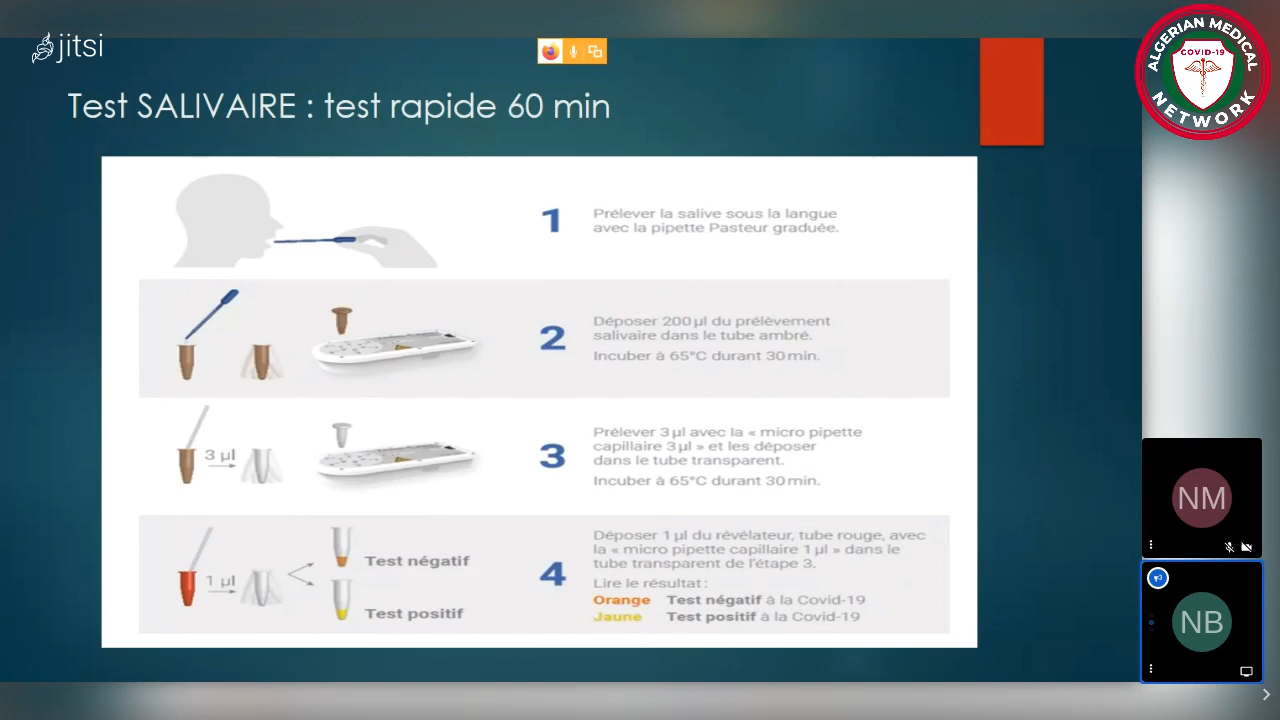 jitsi
ALGERIAN MEDICAL
COVID-19
NETWORK
Test SALIVAIRE : test rapide 60 min
1
Prélever la salive sous la langue
avec la pipette Pasteur graduée.
2
Déposer 200 µl du prélèvement
salivaire dans le tube ambré.
Incuber à 65°C durant 30 min.
3 µl
3
Prélever 3 µl avec la « micro pipette
capillaire 3 µl » et les déposer
dans le tube transparent.
Incuber à 65°C durant 30 min.
1 µl
Test négatif
Test positif
4
Déposer 1 µl du révélateur, tube rouge, avec
la « micro pipette capillaire 1 µl » dans le
tube transparent de l'étape 3.
Lire le résultat :
Orange Test négatif à la Covid-19
Jaune Test positif à la Covid-19
NM
NB